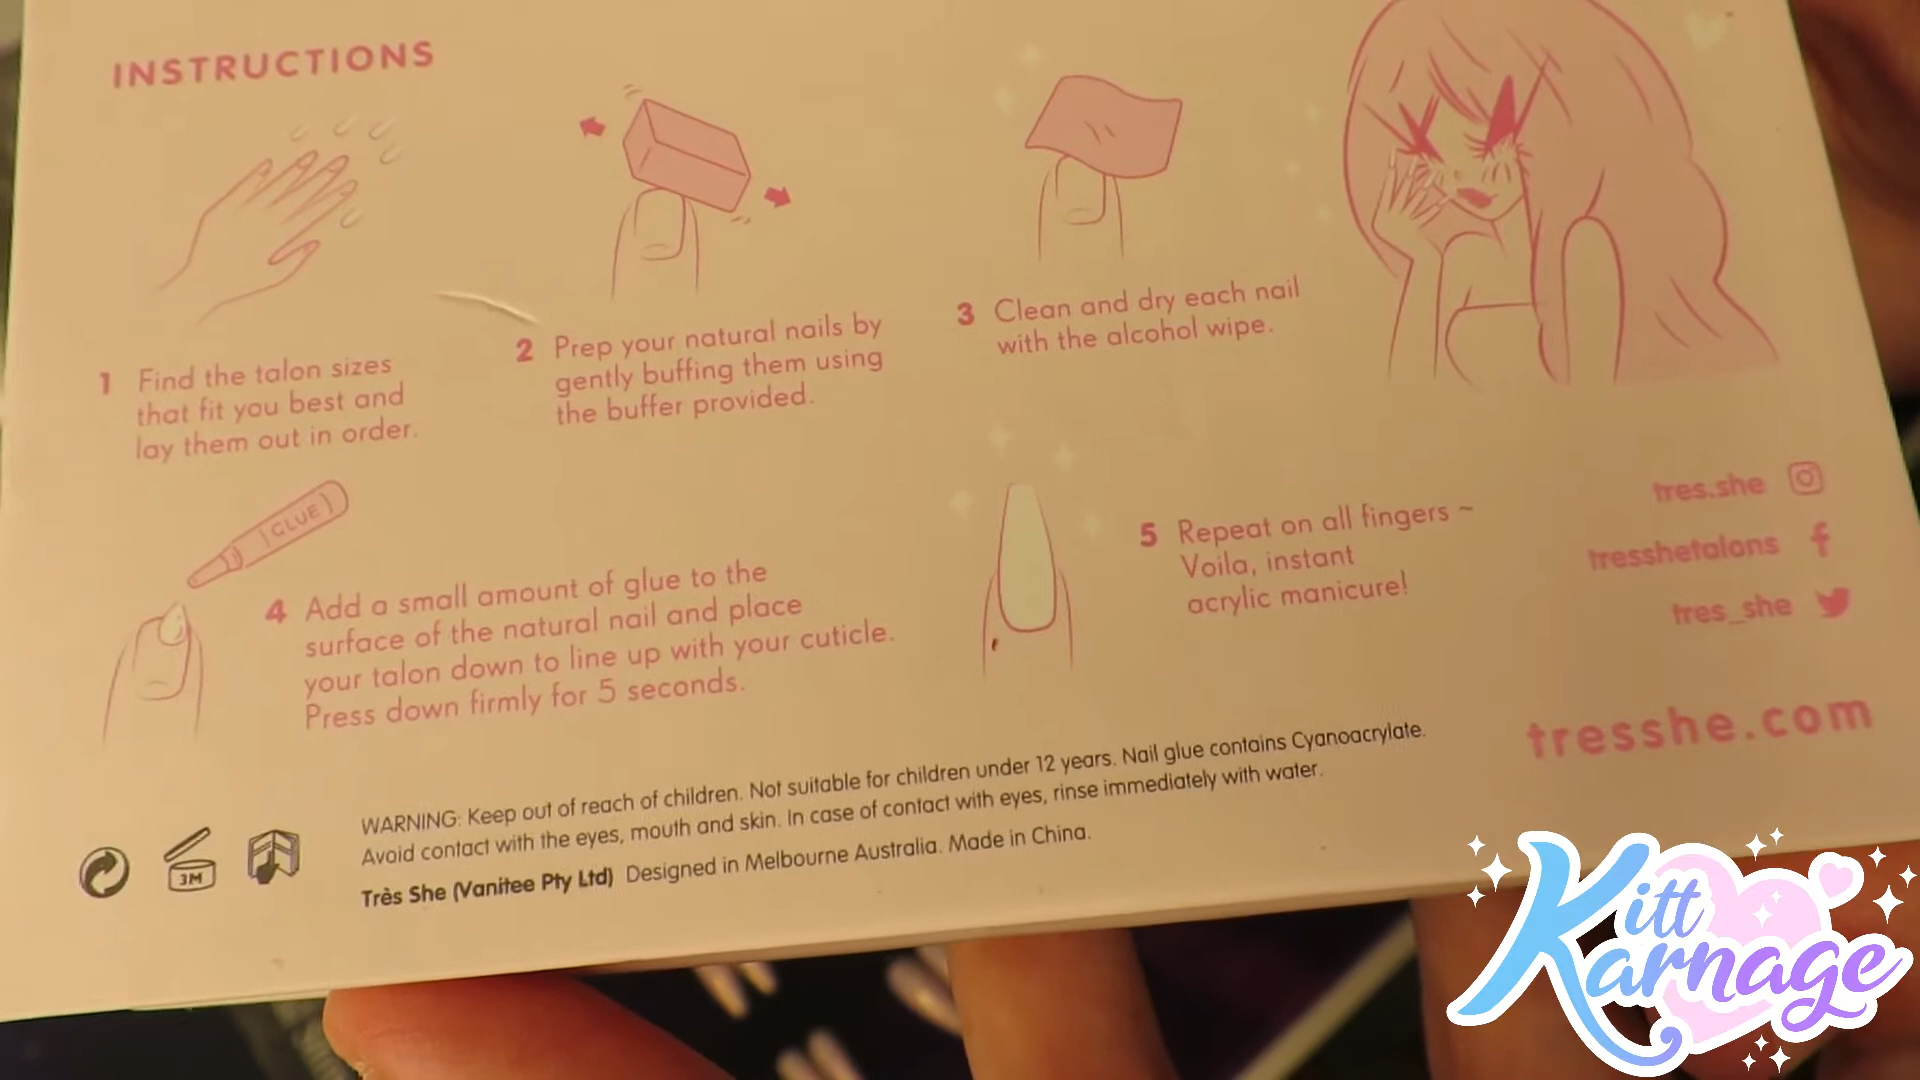 INSTRUCTIONS
1 Find the talon sizes
that fit you best and
lay them out in order.
2 Prep your natural nails by
gently buffing them using
the buffer provided.
3 Clean and dry each nail
with the alcohol wipe.
GLUE
4 Add a small amount of glue to the
surface of the natural nail and place
your talon down to line up with your cuticle.
Press down firmly for 5 seconds.
5 Repeat on all fingers ~
Voila, instant
acrylic manicure!
tres.she
tresshetalons
tres_she
tresshe.com
3M
WARNING: Keep out of reach of children. Not suitable for children under 12 years. Nail glue contains Cyanoacrylate.
Avoid contact with the eyes, mouth and skin. In case of contact with eyes, rinse immediately with water.
Très She (Vanitee Pty Ltd) Designed in Melbourne Australia. Made in China.
Kitt
Karnage